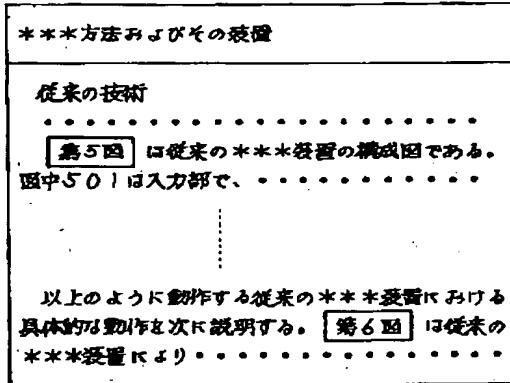 ＊＊＊方法およびその装置
従来の技術
・・・・・・・・・・・・・・・・・・・・・・
第５図 は従来の＊＊＊装置の構成図である。
図中５０１は入力部で、・・・・・・・・・・・・
以上のように動作する従来の＊＊＊装置における
具体的な動作を次に説明する。 第６図 は従来の
＊＊＊装置により・・・・・・・・・・・・・・・